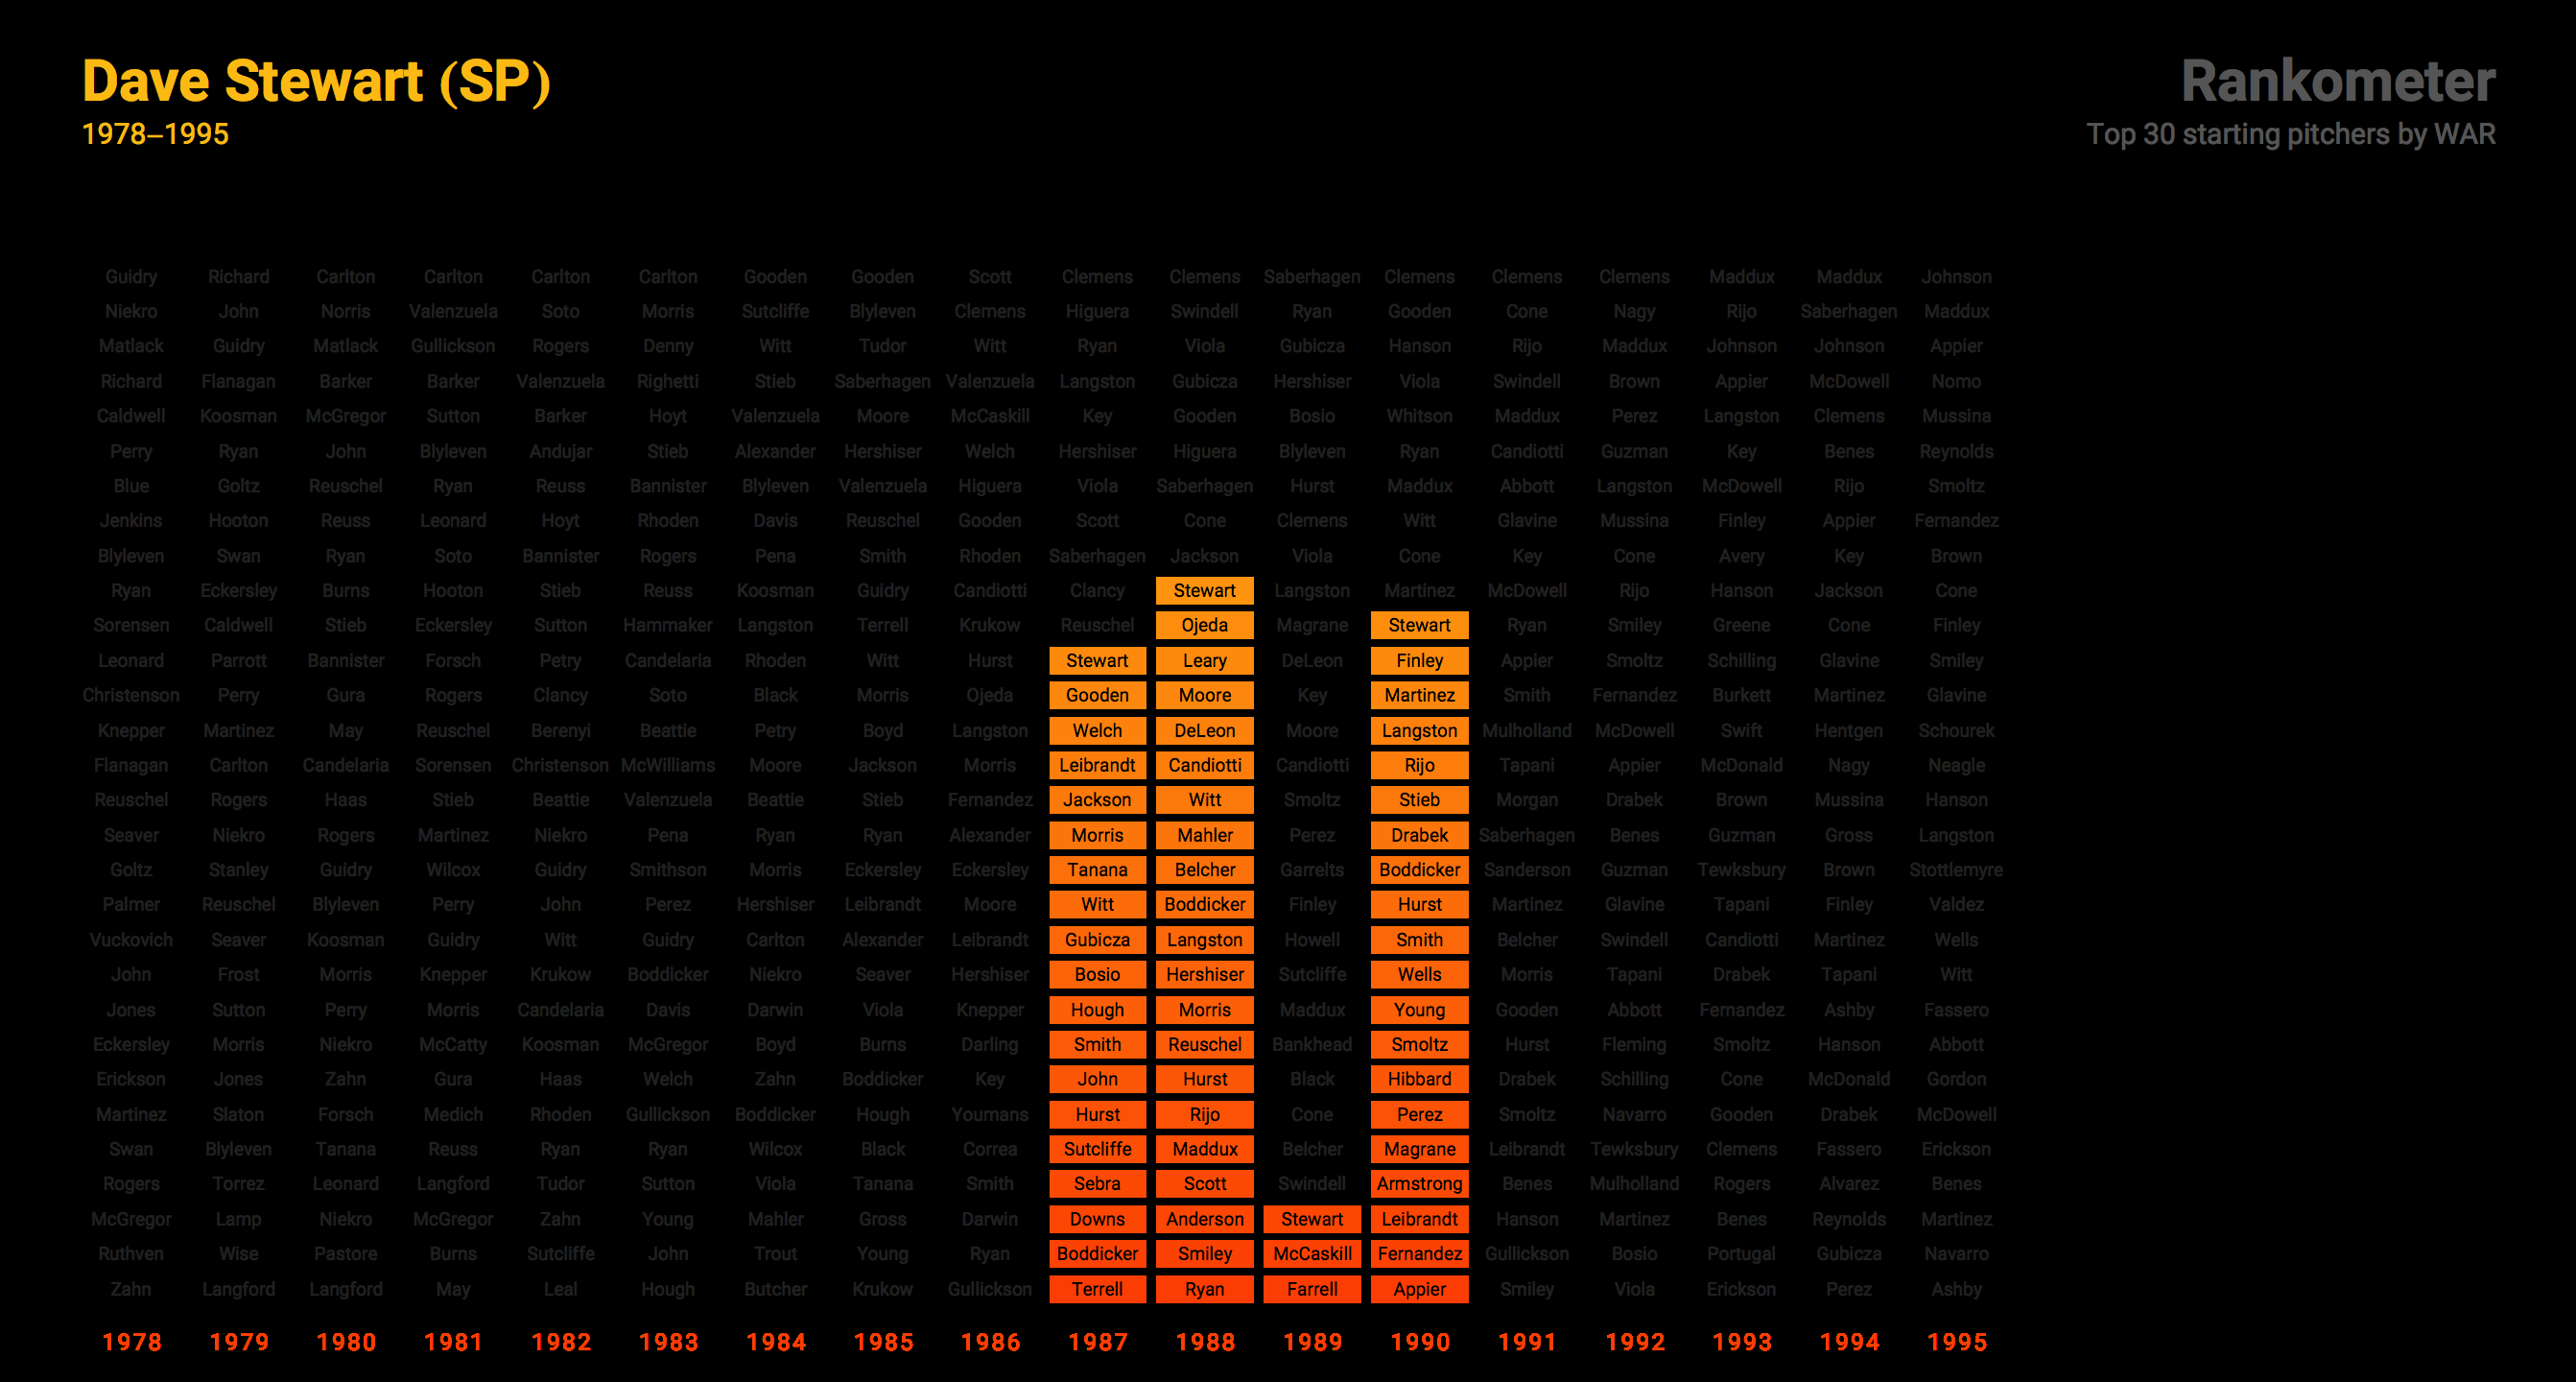 Dave Stewart (SP)
1978–1995
Rankometer
Top 30 starting pitchers by WAR
Guidry Richard Carlton Carlton Carlton Carlton Gooden Gooden Scott Clemens Clemens Saberhagen Clemens Clemens Clemens Maddux Maddux Johnson
Niekro John Norris Valenzuela Soto Morris Sutcliffe Blyleven Clemens Higuera Swindell Ryan Gooden Cone Nagy Rijo Saberhagen Maddux
Matlack Guidry Matlack Gullickson Rogers Denny Witt Tudor Witt Ryan Viola Gubicza Hanson Rijo Maddux Johnson Johnson Appier
Richard Flanagan Barker Barker Valenzuela Righetti Stieb Saberhagen Valenzuela Langston Gubicza Hershiser Viola Swindell Brown Appier McDowell Nomo
Caldwell Koosman McGregor Sutton Barker Hoyt Valenzuela Moore McCaskill Key Gooden Bosio Whitson Maddux Perez Langston Clemens Mussina
Perry Ryan John Blyleven Andujar Stieb Alexander Hershiser Welch Hershiser Higuera Blyleven Ryan Candiotti Guzman Key Benes Reynolds
Blue Goltz Reuschel Ryan Reuss Bannister Blyleven Valenzuela Higuera Viola Saberhagen Hurst Maddux Abbott Langston McDowell Rijo Smoltz
Jenkins Hooton Reuss Leonard Hoyt Rhoden Davis Reuschel Gooden Scott Cone Clemens Witt Glavine Mussina Finley Appier Fernandez
Blyleven Swan Ryan Soto Bannister Rogers Pena Smith Rhoden Saberhagen Jackson Viola Cone Key Cone Avery Key Brown
Ryan Eckersley Burns Hooton Stieb Reuss Koosman Guidry Candiotti Clancy Stewart Langston Martinez McDowell Rijo Hanson Jackson Cone
Sorensen Caldwell Stieb Eckersley Sutton Hammaker Langston Terrell Krukow Reuschel Ojeda Magrane Stewart Ryan Smiley Greene Cone Finley
Leonard Parrott Bannister Forsch Petry Candelaria Rhoden Witt Hurst Stewart Leary DeLeon Finley Appier Smoltz Schilling Glavine Smiley
Christenson Perry Gura Rogers Clancy Soto Black Morris Ojeda Gooden Moore Key Martinez Smith Fernandez Burkett Martinez Glavine
Knepper Martinez May Reuschel Berenyi Beattie Petry Boyd Langston Welch DeLeon Moore Langston Mulholland McDowell Swift Hentgen Schourek
Flanagan Carlton Candelaria Sorensen Christenson McWilliams Moore Jackson Morris Leibrandt Candiotti Candiotti Rijo Tapani Appier McDonald Nagy Neagle
Reuschel Rogers Haas Stieb Beattie Valenzuela Beattie Stieb Fernandez Jackson Witt Smoltz Stieb Morgan Drabek Brown Mussina Hanson
Seaver Niekro Rogers Martinez Niekro Pena Ryan Ryan Alexander Morris Mahler Perez Drabek Saberhagen Benes Guzman Gross Langston
Goltz Stanley Guidry Wilcox Guidry Smithson Morris Eckersley Eckersley Tanana Belcher Garrelts Boddicker Sanderson Guzman Tewksbury Brown Stottlemyre
Palmer Reuschel Blyleven Perry John Perez Hershiser Leibrandt Moore Witt Boddicker Finley Hurst Martinez Glavine Tapani Finley Valdez
Vuckovich Seaver Koosman Guidry Witt Guidry Carlton Alexander Leibrandt Gubicza Langston Howell Smith Belcher Swindell Candiotti Martinez Wells
John Frost Morris Knepper Krukow Boddicker Niekro Seaver Hershiser Bosio Hershiser Sutcliffe Wells Morris Tapani Drabek Tapani Witt
Jones Sutton Perry Morris Candelaria Davis Darwin Viola Knepper Hough Morris Maddux Young Gooden Abbott Fernandez Ashby Fassero
Eckersley Morris Niekro McCatty Koosman McGregor Boyd Burns Darling Smith Reuschel Bankhead Smoltz Hurst Fleming Smoltz Hanson Abbott
Erickson Jones Zahn Gura Haas Welch Zahn Boddicker Key John Hurst Black Hibbard Drabek Schilling Cone McDonald Gordon
Martinez Slaton Forsch Medich Rhoden Gullickson Boddicker Hough Youmans Hurst Rijo Cone Perez Smoltz Navarro Gooden Drabek McDowell
Swan Blyleven Tanana Reuss Ryan Ryan Wilcox Black Correa Sutcliffe Maddux Belcher Magrane Leibrandt Tewksbury Clemens Fassero Erickson
Rogers Torrez Leonard Langford Tudor Sutton Viola Tanana Smith Sebra Scott Swindell Armstrong Benes Mulholland Rogers Alvarez Benes
McGregor Lamp Niekro McGregor Zahn Young Mahler Gross Darwin Downs Anderson Stewart Leibrandt Hanson Martinez Benes Reynolds Martinez
Ruthven Wise Pastore Burns Sutcliffe John Trout Young Ryan Boddicker Smiley McCaskill Fernandez Gullickson Bosio Portugal Gubicza Navarro
Zahn Langford Langford May Leal Hough Butcher Krukow Gullickson Terrell Ryan Farrell Appier Smiley Viola Erickson Perez Ashby
1978 1979 1980 1981 1982 1983 1984 1985 1986 1987 1988 1989 1990 1991 1992 1993 1994 1995